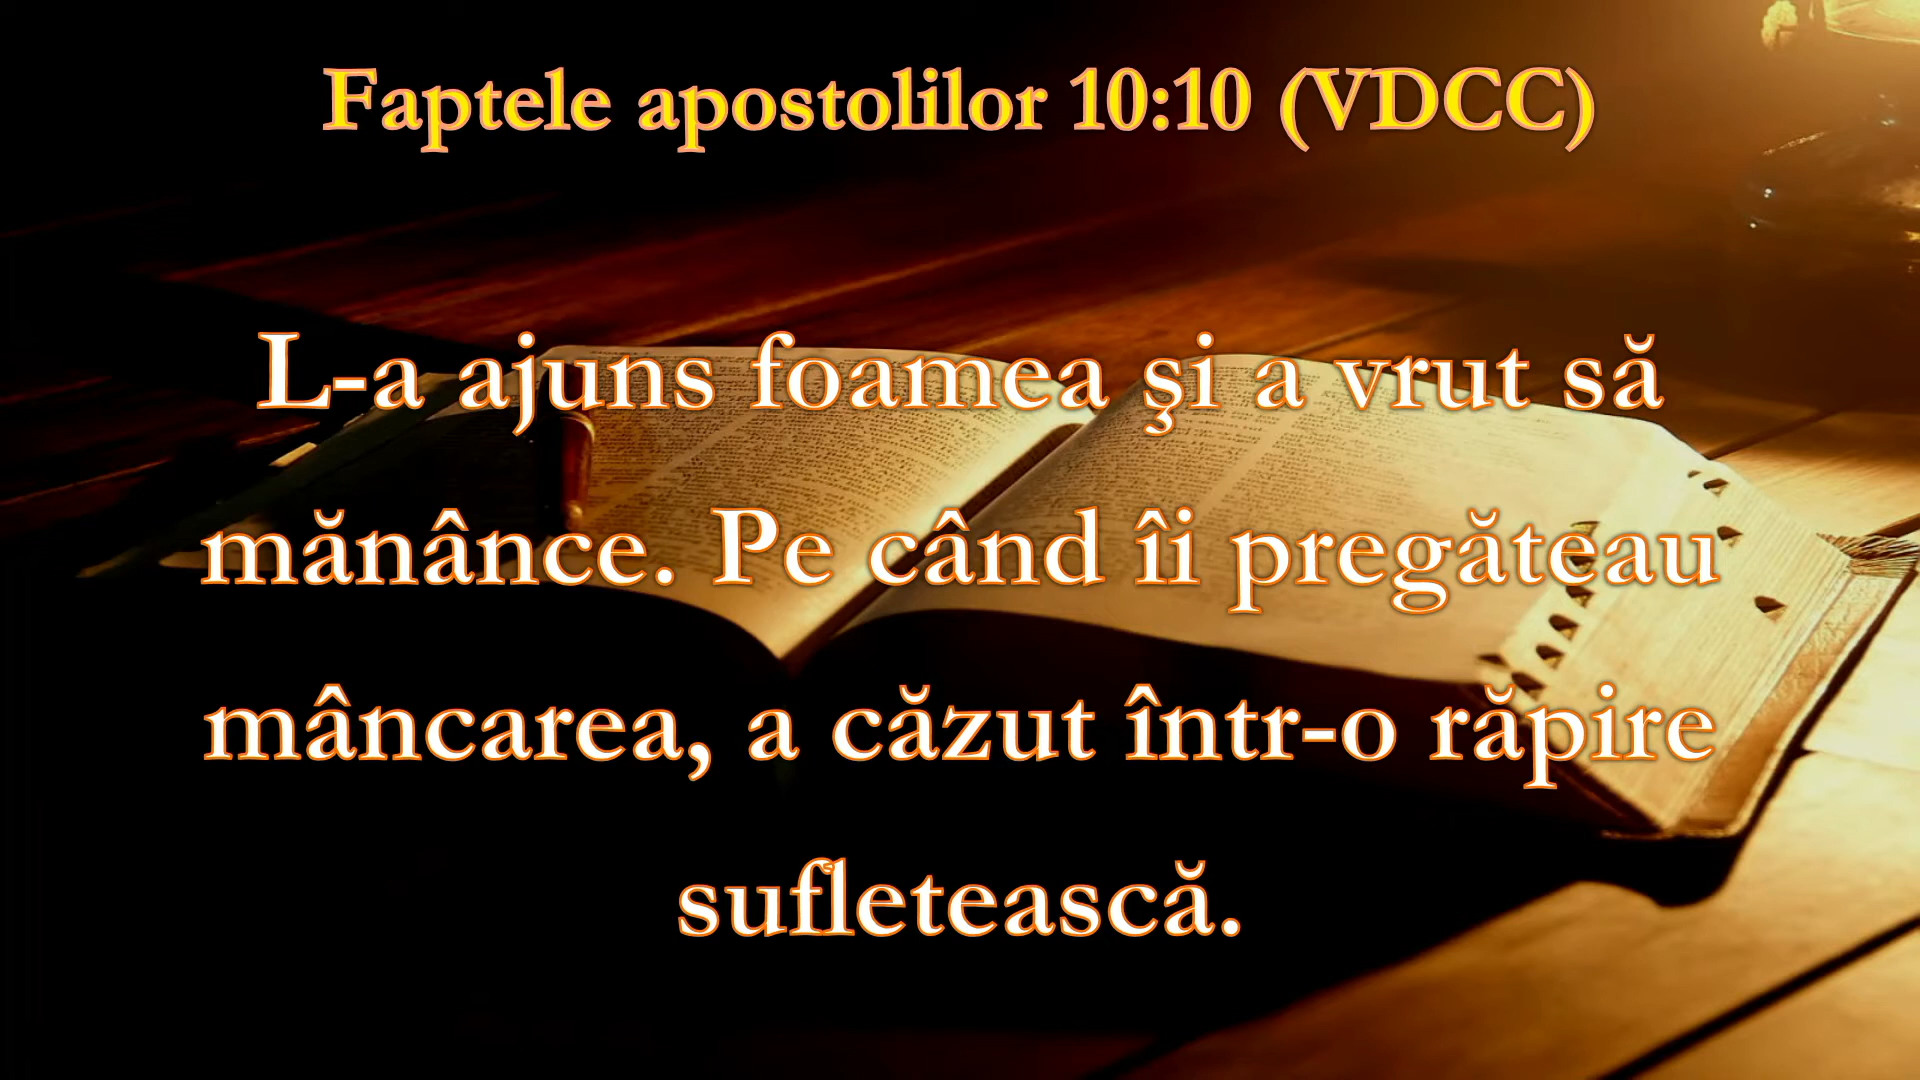 Faptele apostolilor 10:10 (VDCC)
L-a ajuns foamea şi a vrut să
mănânce. Pe când îi pregăteau
mâncarea, a căzut într-o răpire
sufletească.